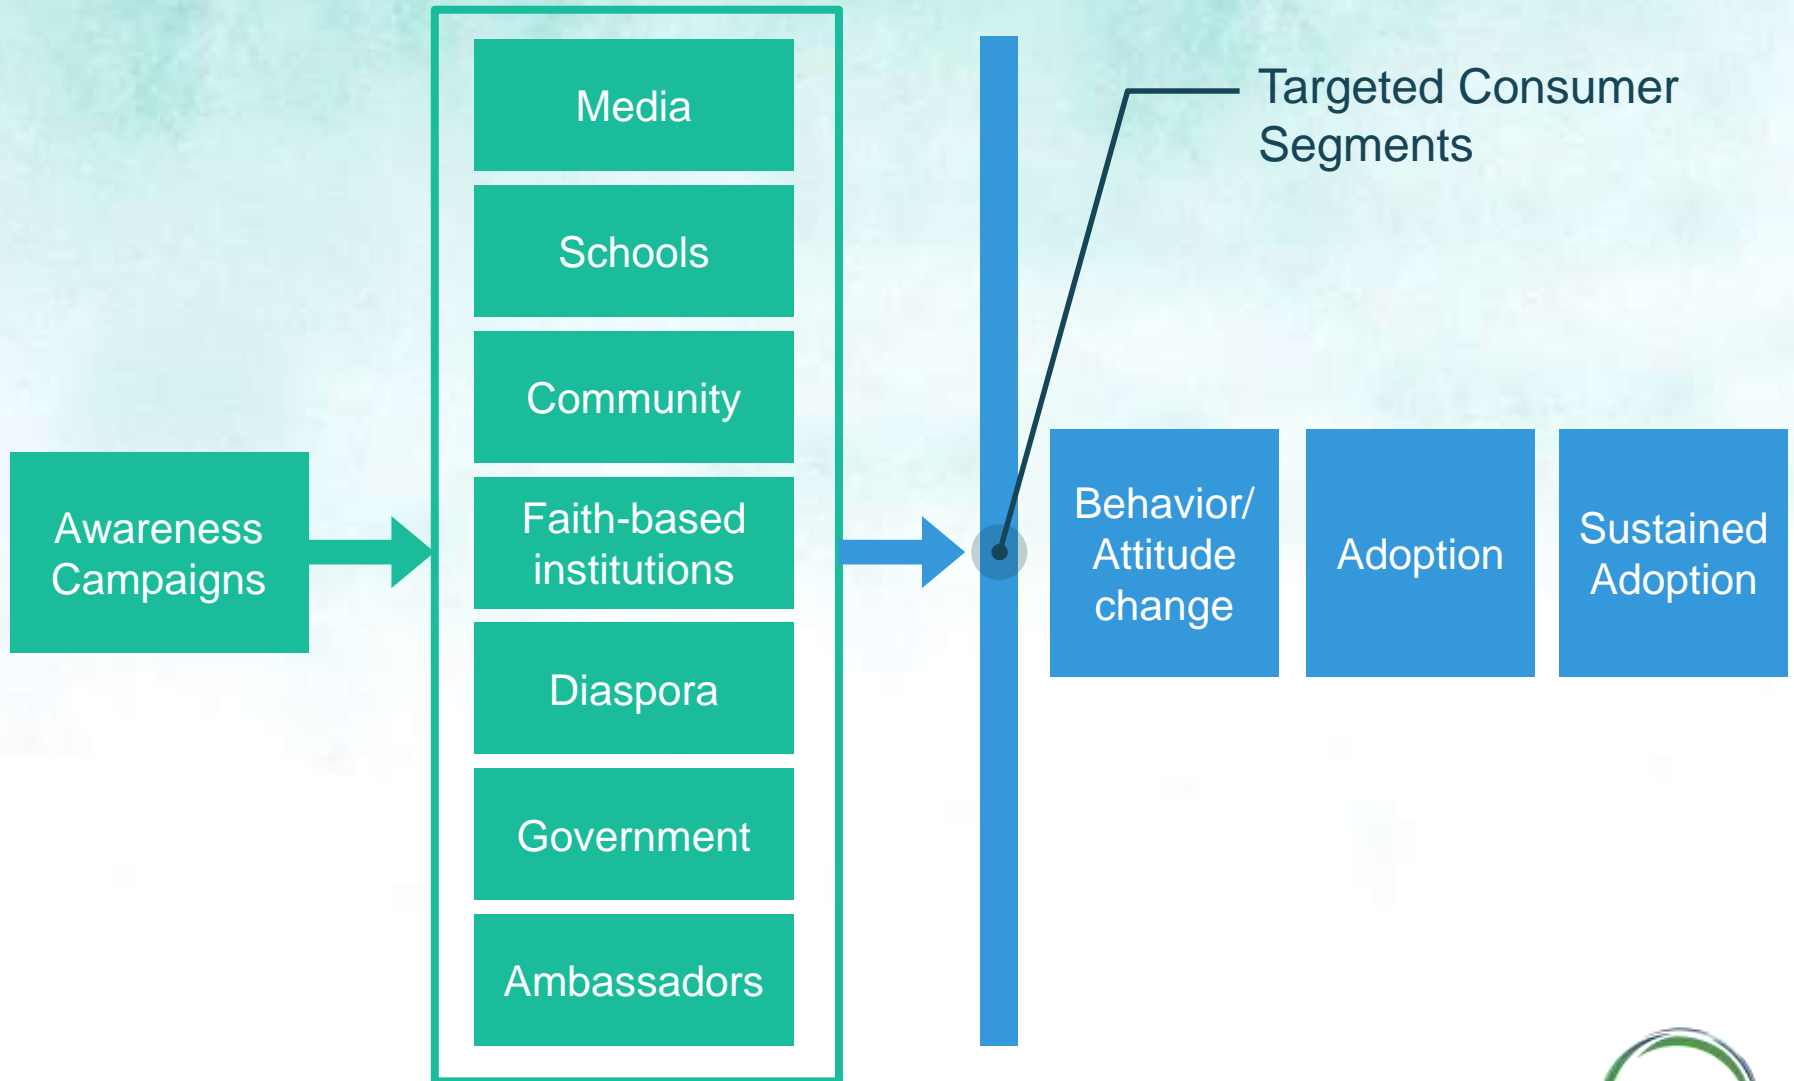 Awareness
Campaigns
Media
Schools
Community
Faith-based
institutions
Diaspora
Government
Ambassadors
Targeted Consumer
Segments
Behavior/
Attitude
change
Adoption
Sustained
Adoption